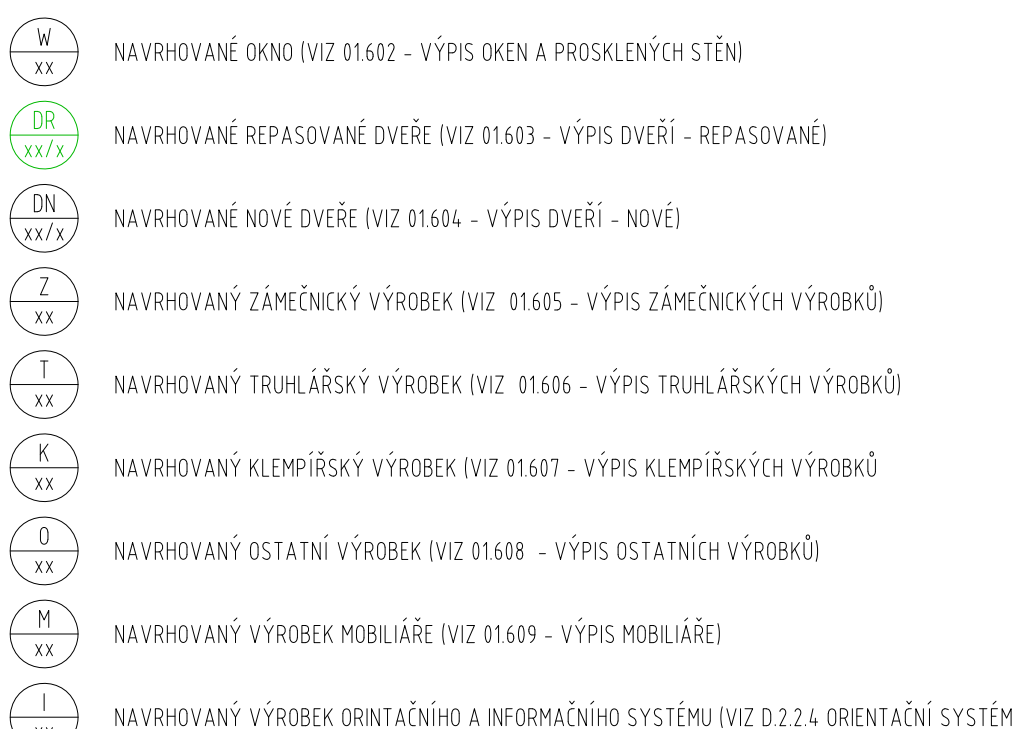 W
xx
NAVRHOVANÉ OKNO (VIZ 01.602 - VÝPIS OKEN A PROSKLENÝCH STĚN)
DR
xx/x
NAVRHOVANÉ REPASOVANÉ DVEŘE (VIZ 01.603 - VÝPIS DVEŘÍ - REPASOVANÉ)
DN
xx/x
NAVRHOVANÉ NOVÉ DVEŘE (VIZ 01.604 - VÝPIS DVEŘÍ - NOVÉ)
Z
xx
NAVRHOVANÝ ZÁMEČNICKÝ VÝROBEK (VIZ  01.605 - VÝPIS ZÁMEČNICKÝCH VÝROBKŮ)
T
xx
NAVRHOVANÝ TRUHLÁŘSKÝ VÝROBEK (VIZ  01.606 - VÝPIS TRUHLÁŘSKÝCH VÝROBKŮ)
K
xx
NAVRHOVANÝ KLEMPÍŘSKÝ VÝROBEK (VIZ 01.607 - VÝPIS KLEMPÍŘSKÝCH VÝROBKŮ
O
xx
NAVRHOVANÝ OSTATNÍ VÝROBEK (VIZ 01.608  - VÝPIS OSTATNÍCH VÝROBKŮ)
M
xx
NAVRHOVANÝ VÝROBEK MOBILIÁŘE (VIZ 01.609 - VÝPIS MOBILIÁŘE)
I
xx
NAVRHOVANÝ VÝROBEK ORINTAČNÍHO A INFORMAČNÍHO SYSTÉMU (VIZ D.2.2.4 ORIENTAČNÍ SYSTÉM